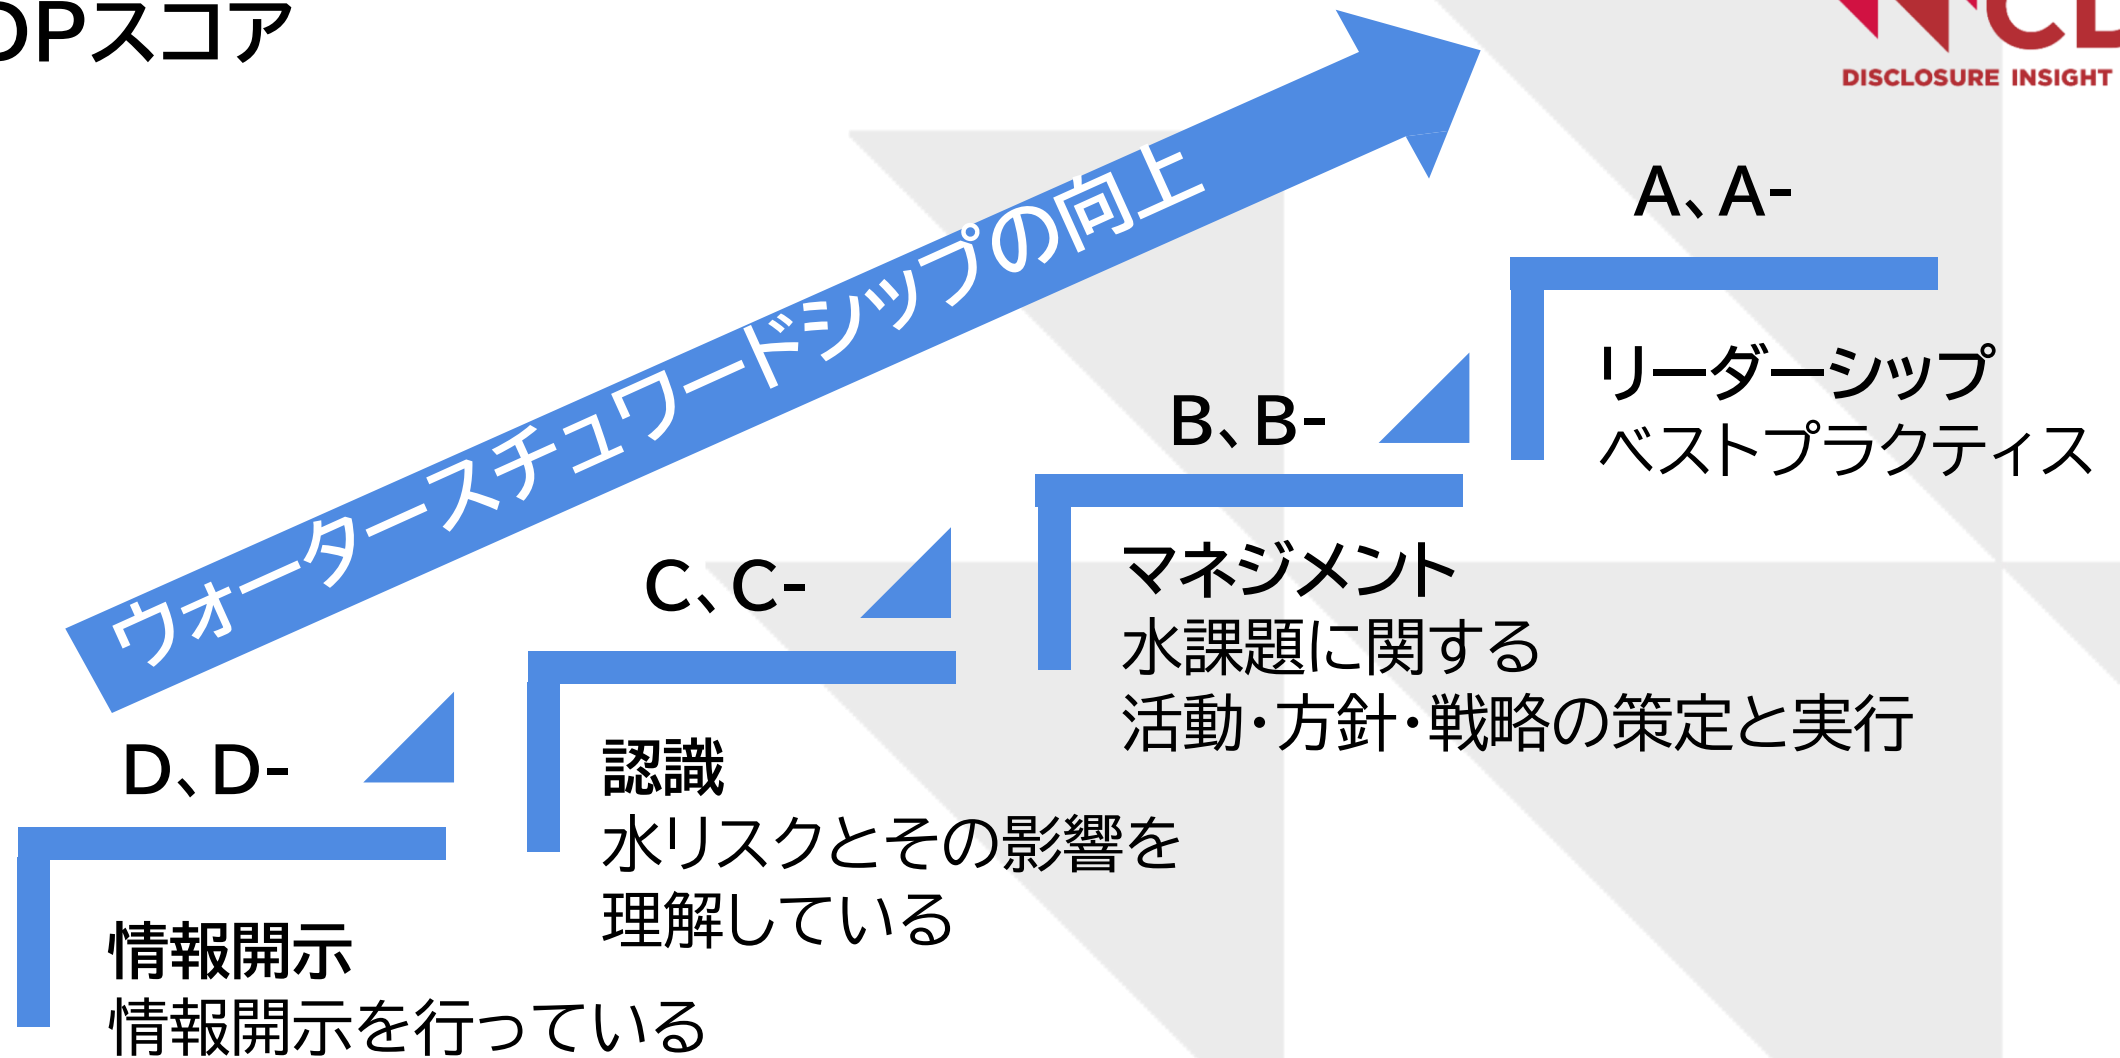 DPスコア
DISCLOSURE INSIGHT
ウォータースチュワードシップの向上
A、A-
リーダーシップ
ベストプラクティス
B、B-
マネジメント
水課題に関する
活動・方針・戦略の策定と実行
C、C-
認識
水リスクとその影響を
理解している
D、D-
情報開示
情報開示を行っている